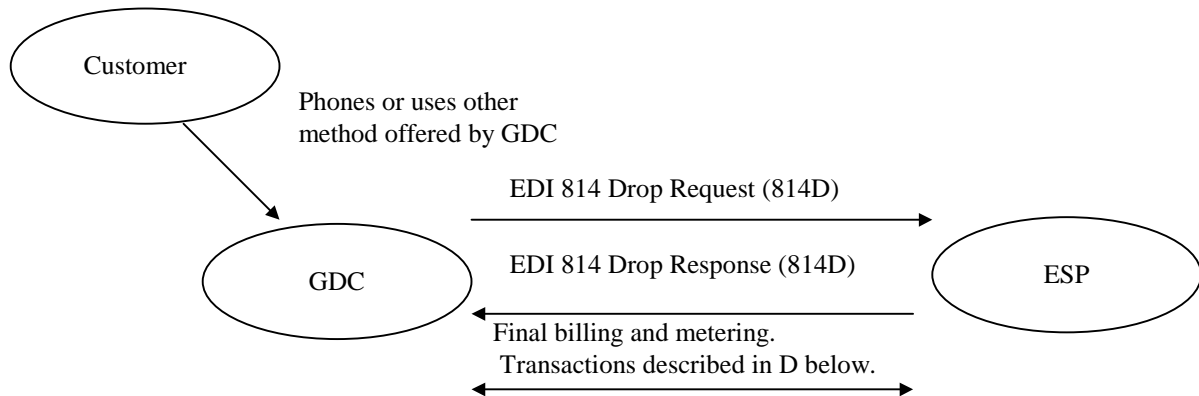 Customer
Phones or uses other
method offered by GDC
EDI 814 Drop Request (814D)
GDC
EDI 814 Drop Response (814D)
ESP
Final billing and metering.
Transactions described in D below.